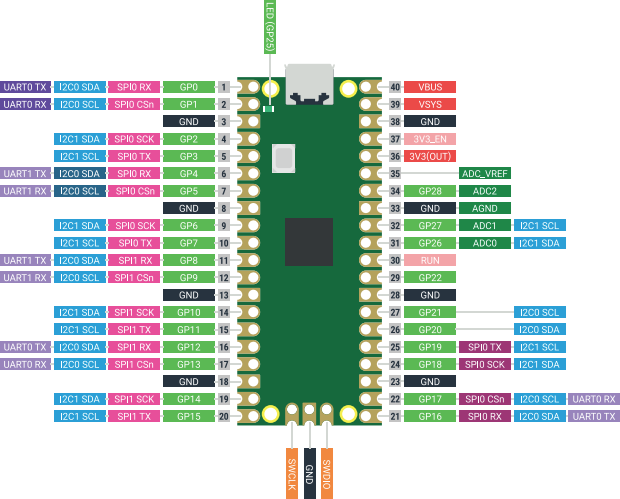 LED (GP25)
UART0 TX I2C0 SDA SPI0 RX GP0 1 40 VBUS
UART0 RX I2C0 SCL SPI0 CSn GP1 2 39 VSYS
GND 3 38 GND
I2C1 SDA SPI0 SCK GP2 4 37 3V3_EN
I2C1 SCL SPI0 TX GP3 5 36 3V3(OUT)
UART1 TX I2C0 SDA SPI0 RX GP4 6 35 ADC_VREF
UART1 RX I2C0 SCL SPI0 CSn GP5 7 34 GP28 ADC2
GND 8 33 GND AGND
I2C1 SDA SPI0 SCK GP6 9 32 GP27 ADC1 I2C1 SCL
I2C1 SCL SPI0 TX GP7 10 31 GP26 ADC0 I2C1 SDA
UART1 TX I2C0 SDA SPI1 RX GP8 11 30 RUN
UART1 RX I2C0 SCL SPI1 CSn GP9 12 29 GP22
GND 13 28 GND
I2C1 SDA SPI1 SCK GP10 14 27 GP21 I2C0 SCL
I2C1 SCL SPI1 TX GP11 15 26 GP20 I2C0 SDA
UART0 TX I2C0 SDA SPI1 RX GP12 16 25 GP19 SPI0 TX I2C1 SCL
UART0 RX I2C0 SCL SPI1 CSn GP13 17 24 GP18 SPI0 SCK I2C1 SDA
GND 18 23 GND
I2C1 SDA SPI1 SCK GP14 19 22 GP17 SPI0 CSn I2C0 SCL UART0 RX
I2C1 SCL SPI1 TX GP15 20 21 GP16 SPI0 RX I2C0 SDA UART0 TX
SWCLK
GND
SWDIO